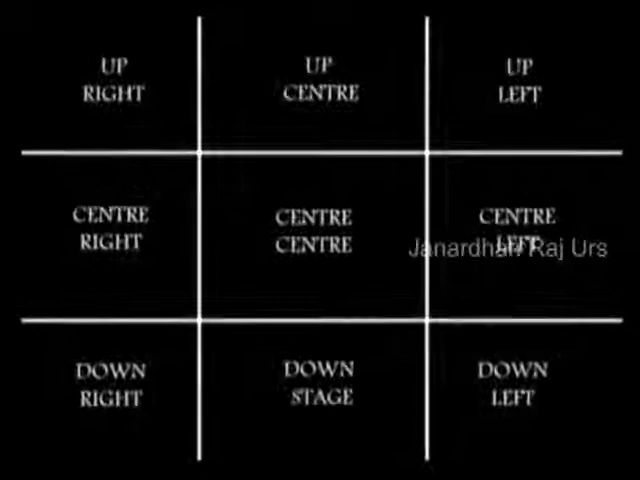 UP
RIGHT
UP
CENTRE
UP
LEFT
CENTRE
RIGHT
CENTRE
CENTRE
CENTRE
LEFT
Janardhan Raj Urs
DOWN
RIGHT
DOWN
STAGE
DOWN
LEFT